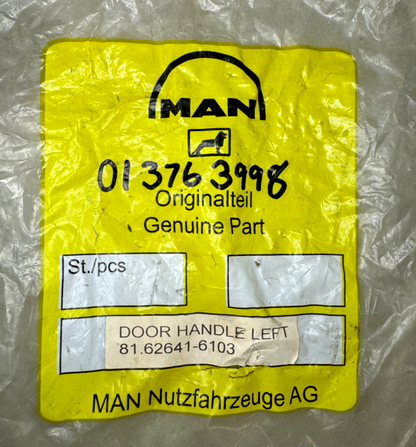 MAN
01 376 3998
Originalteil
Genuine Part
St./pcs
DOOR HANDLE LEFT
81.62641-6103
MAN Nutzfahrzeuge AG